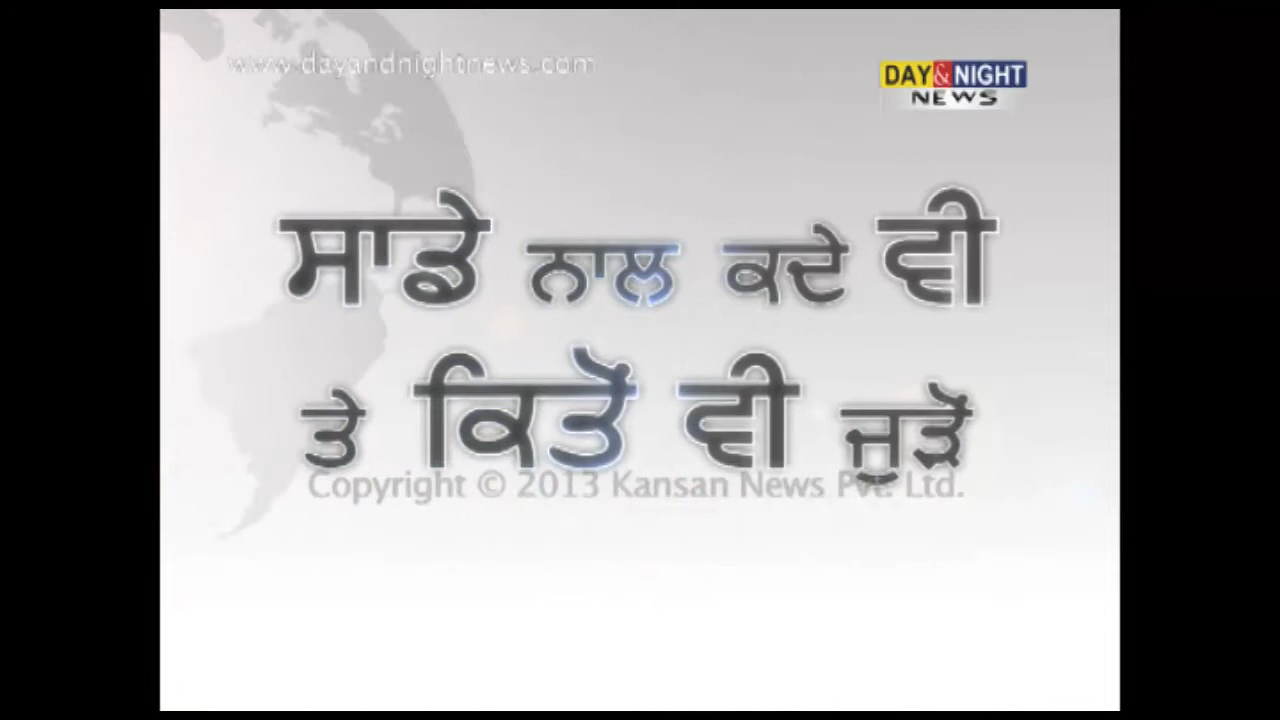 www.dayandnightnews.com
DAY & NIGHT
NEWS
ਸਾਡੇ ਨਾਲ ਕਦੇ ਵੀ
ਤੇ ਕਿਤੋਂ ਵੀ ਜੁੜੋਂ
Copyright © 2013 Kansan News Pvt. Ltd.